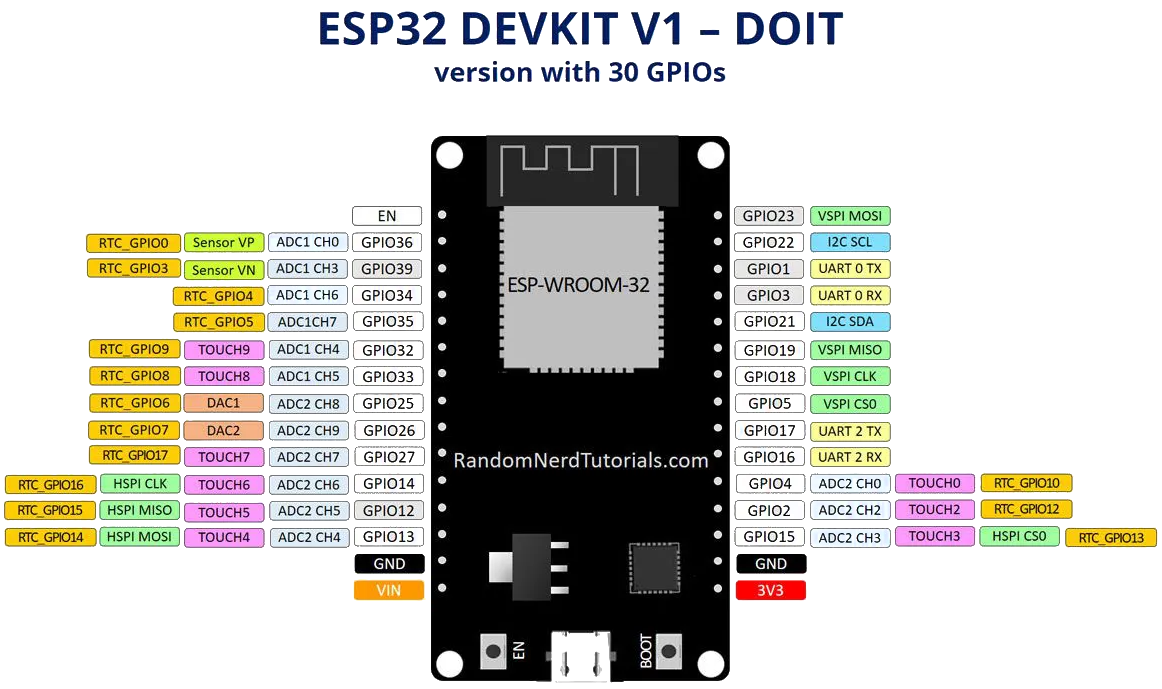 ESP32 DEVKIT V1 – DOIT
version with 30 GPIOs
EN
RTC_GPIO0 Sensor VP ADC1 CH0 GPIO36
RTC_GPIO3 Sensor VN ADC1 CH3 GPIO39
RTC_GPIO4 ADC1 CH6 GPIO34
RTC_GPIO5 ADC1CH7 GPIO35
RTC_GPIO9 TOUCH9 ADC1 CH4 GPIO32
RTC_GPIO8 TOUCH8 ADC1 CH5 GPIO33
RTC_GPIO6 DAC1 ADC2 CH8 GPIO25
RTC_GPIO7 DAC2 ADC2 CH9 GPIO26
RTC_GPIO17 TOUCH7 ADC2 CH7 GPIO27
RTC_GPIO16 HSPI CLK TOUCH6 ADC2 CH6 GPIO14
RTC_GPIO15 HSPI MISO TOUCH5 ADC2 CH5 GPIO12
RTC_GPIO14 HSPI MOSI TOUCH4 ADC2 CH4 GPIO13
GND
VIN
ESP-WROOM-32
RandomNerdTutorials.com
EN
BOOT
GPIO23 VSPI MOSI
GPIO22 I2C SCL
GPIO1 UART 0 TX
GPIO3 UART 0 RX
GPIO21 I2C SDA
GPIO19 VSPI MISO
GPIO18 VSPI CLK
GPIO5 VSPI CS0
GPIO17 UART 2 TX
GPIO16 UART 2 RX
GPIO4 ADC2 CH0 TOUCH0 RTC_GPIO10
GPIO2 ADC2 CH2 TOUCH2 RTC_GPIO12
GPIO15 ADC2 CH3 TOUCH3 HSPI CS0 RTC_GPIO13
GND
3V3